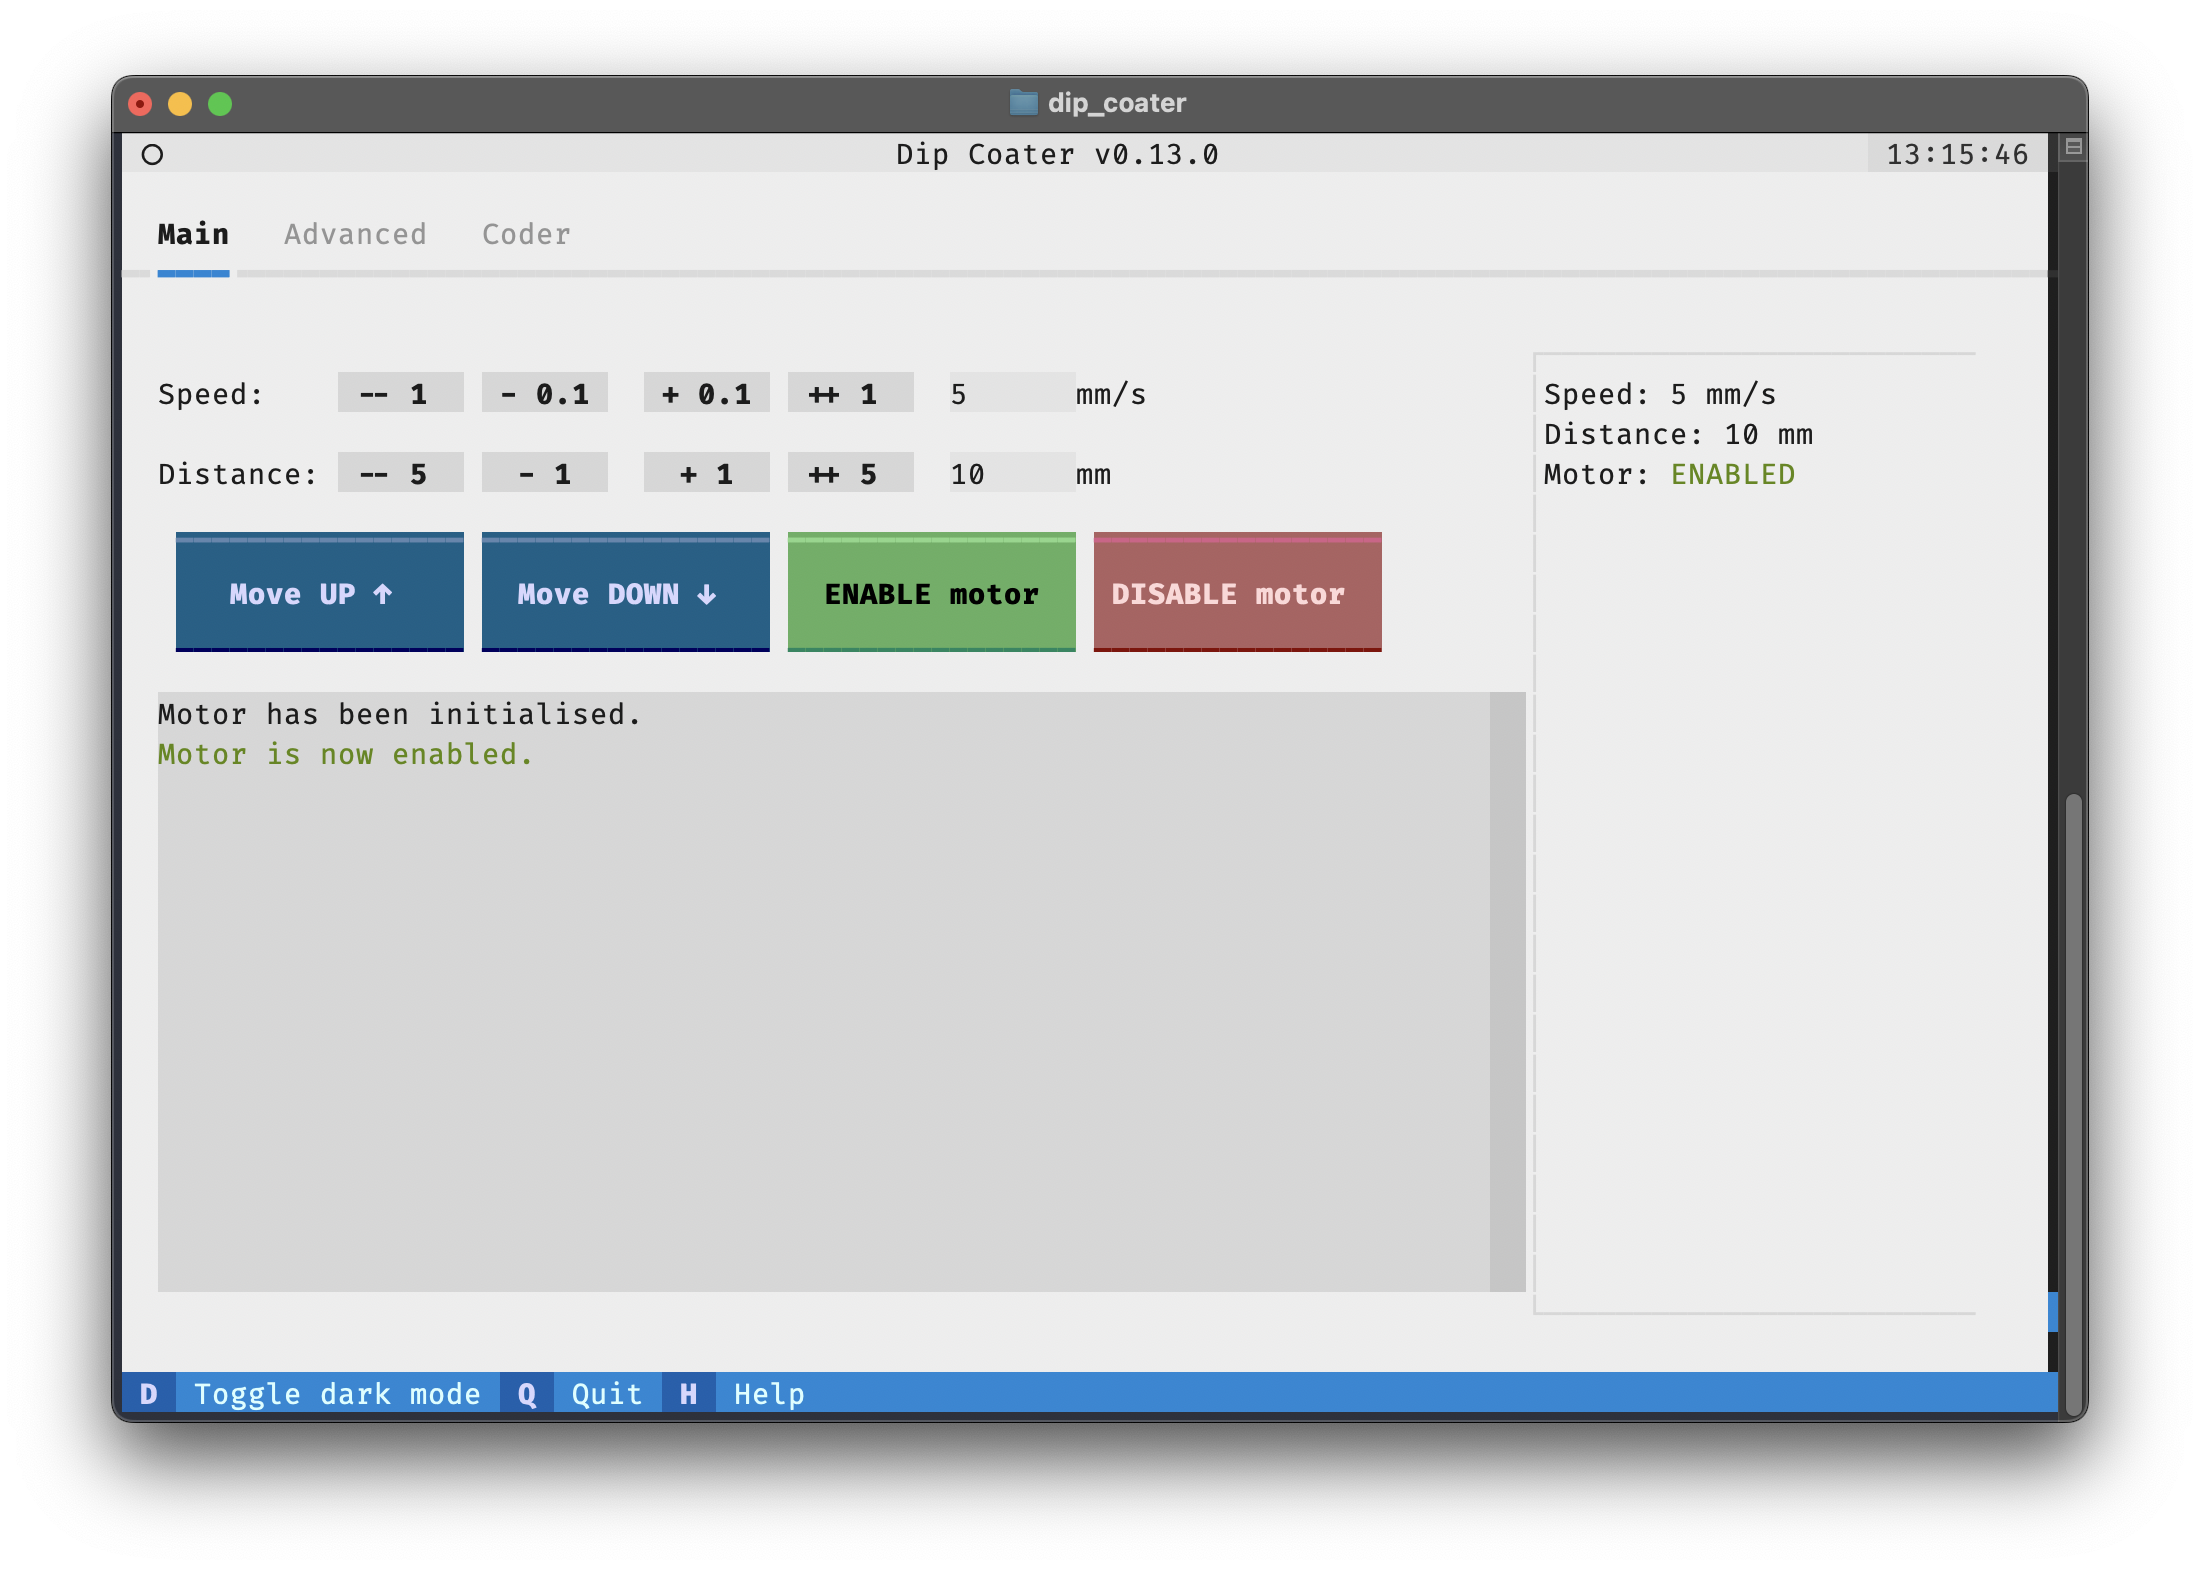 dip_coater
Dip Coater v0.13.0 13:15:46
Main Advanced Coder
Speed: -- 1 - 0.1 + 0.1 ++ 1 5 mm/s
Distance: -- 5 - 1 + 1 ++ 5 10 mm
Move UP ↑ Move DOWN ↓ ENABLE motor DISABLE motor
Motor has been initialised.
Motor is now enabled.
Speed: 5 mm/s
Distance: 10 mm
Motor: ENABLED
D Toggle dark mode Q Quit H Help